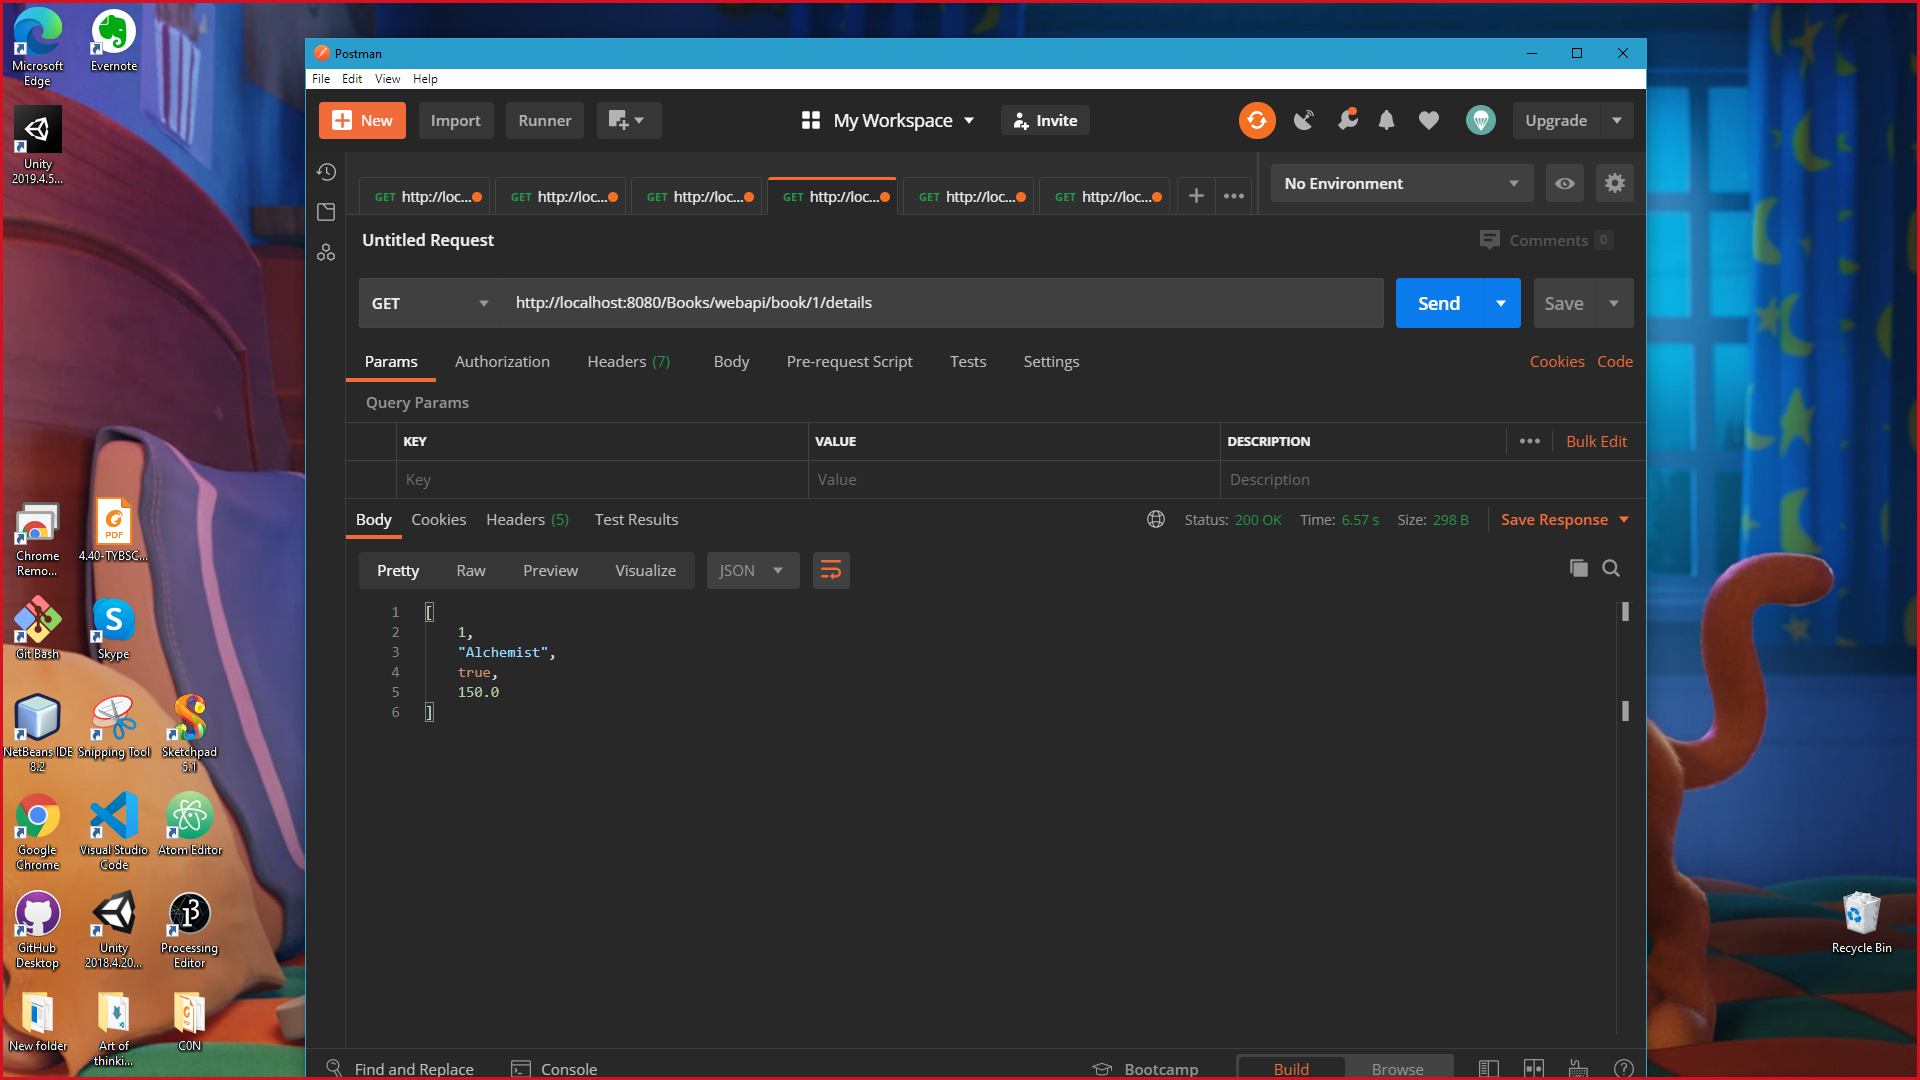 Microsoft
Edge
Evernote
Unity
2019.4.5...
Chrome
Remo...
PDF
4.40-TYBSC...
Git Bash
Skype
NetBeans IDE
8.2
Snipping Tool
Sketchpad
5.1
Google
Chrome
Visual Studio
Code
Atom Editor
GitHub
Desktop
Unity
2018.4.20...
Processing
Editor
New folder
Art of
thinki...
C0N
Recycle Bin
Postman
File Edit View Help
New Import Runner My Workspace Invite Upgrade
GET http://loc... GET http://loc... GET http://loc... GET http://loc... GET http://loc... GET http://loc... No Environment
Untitled Request Comments 0
GET http://localhost:8080/Books/webapi/book/1/details Send Save
Params Authorization Headers (7) Body Pre-request Script Tests Settings Cookies Code
Query Params
KEY VALUE DESCRIPTION Bulk Edit
Key Value Description
Body Cookies Headers (5) Test Results Status: 200 OK Time: 6.57 s Size: 298 B Save Response
Pretty Raw Preview Visualize JSON
1 [
2 1,
3 "Alchemist",
4 true,
5 150.0
6 ]
Find and Replace Console Bootcamp Build Browse